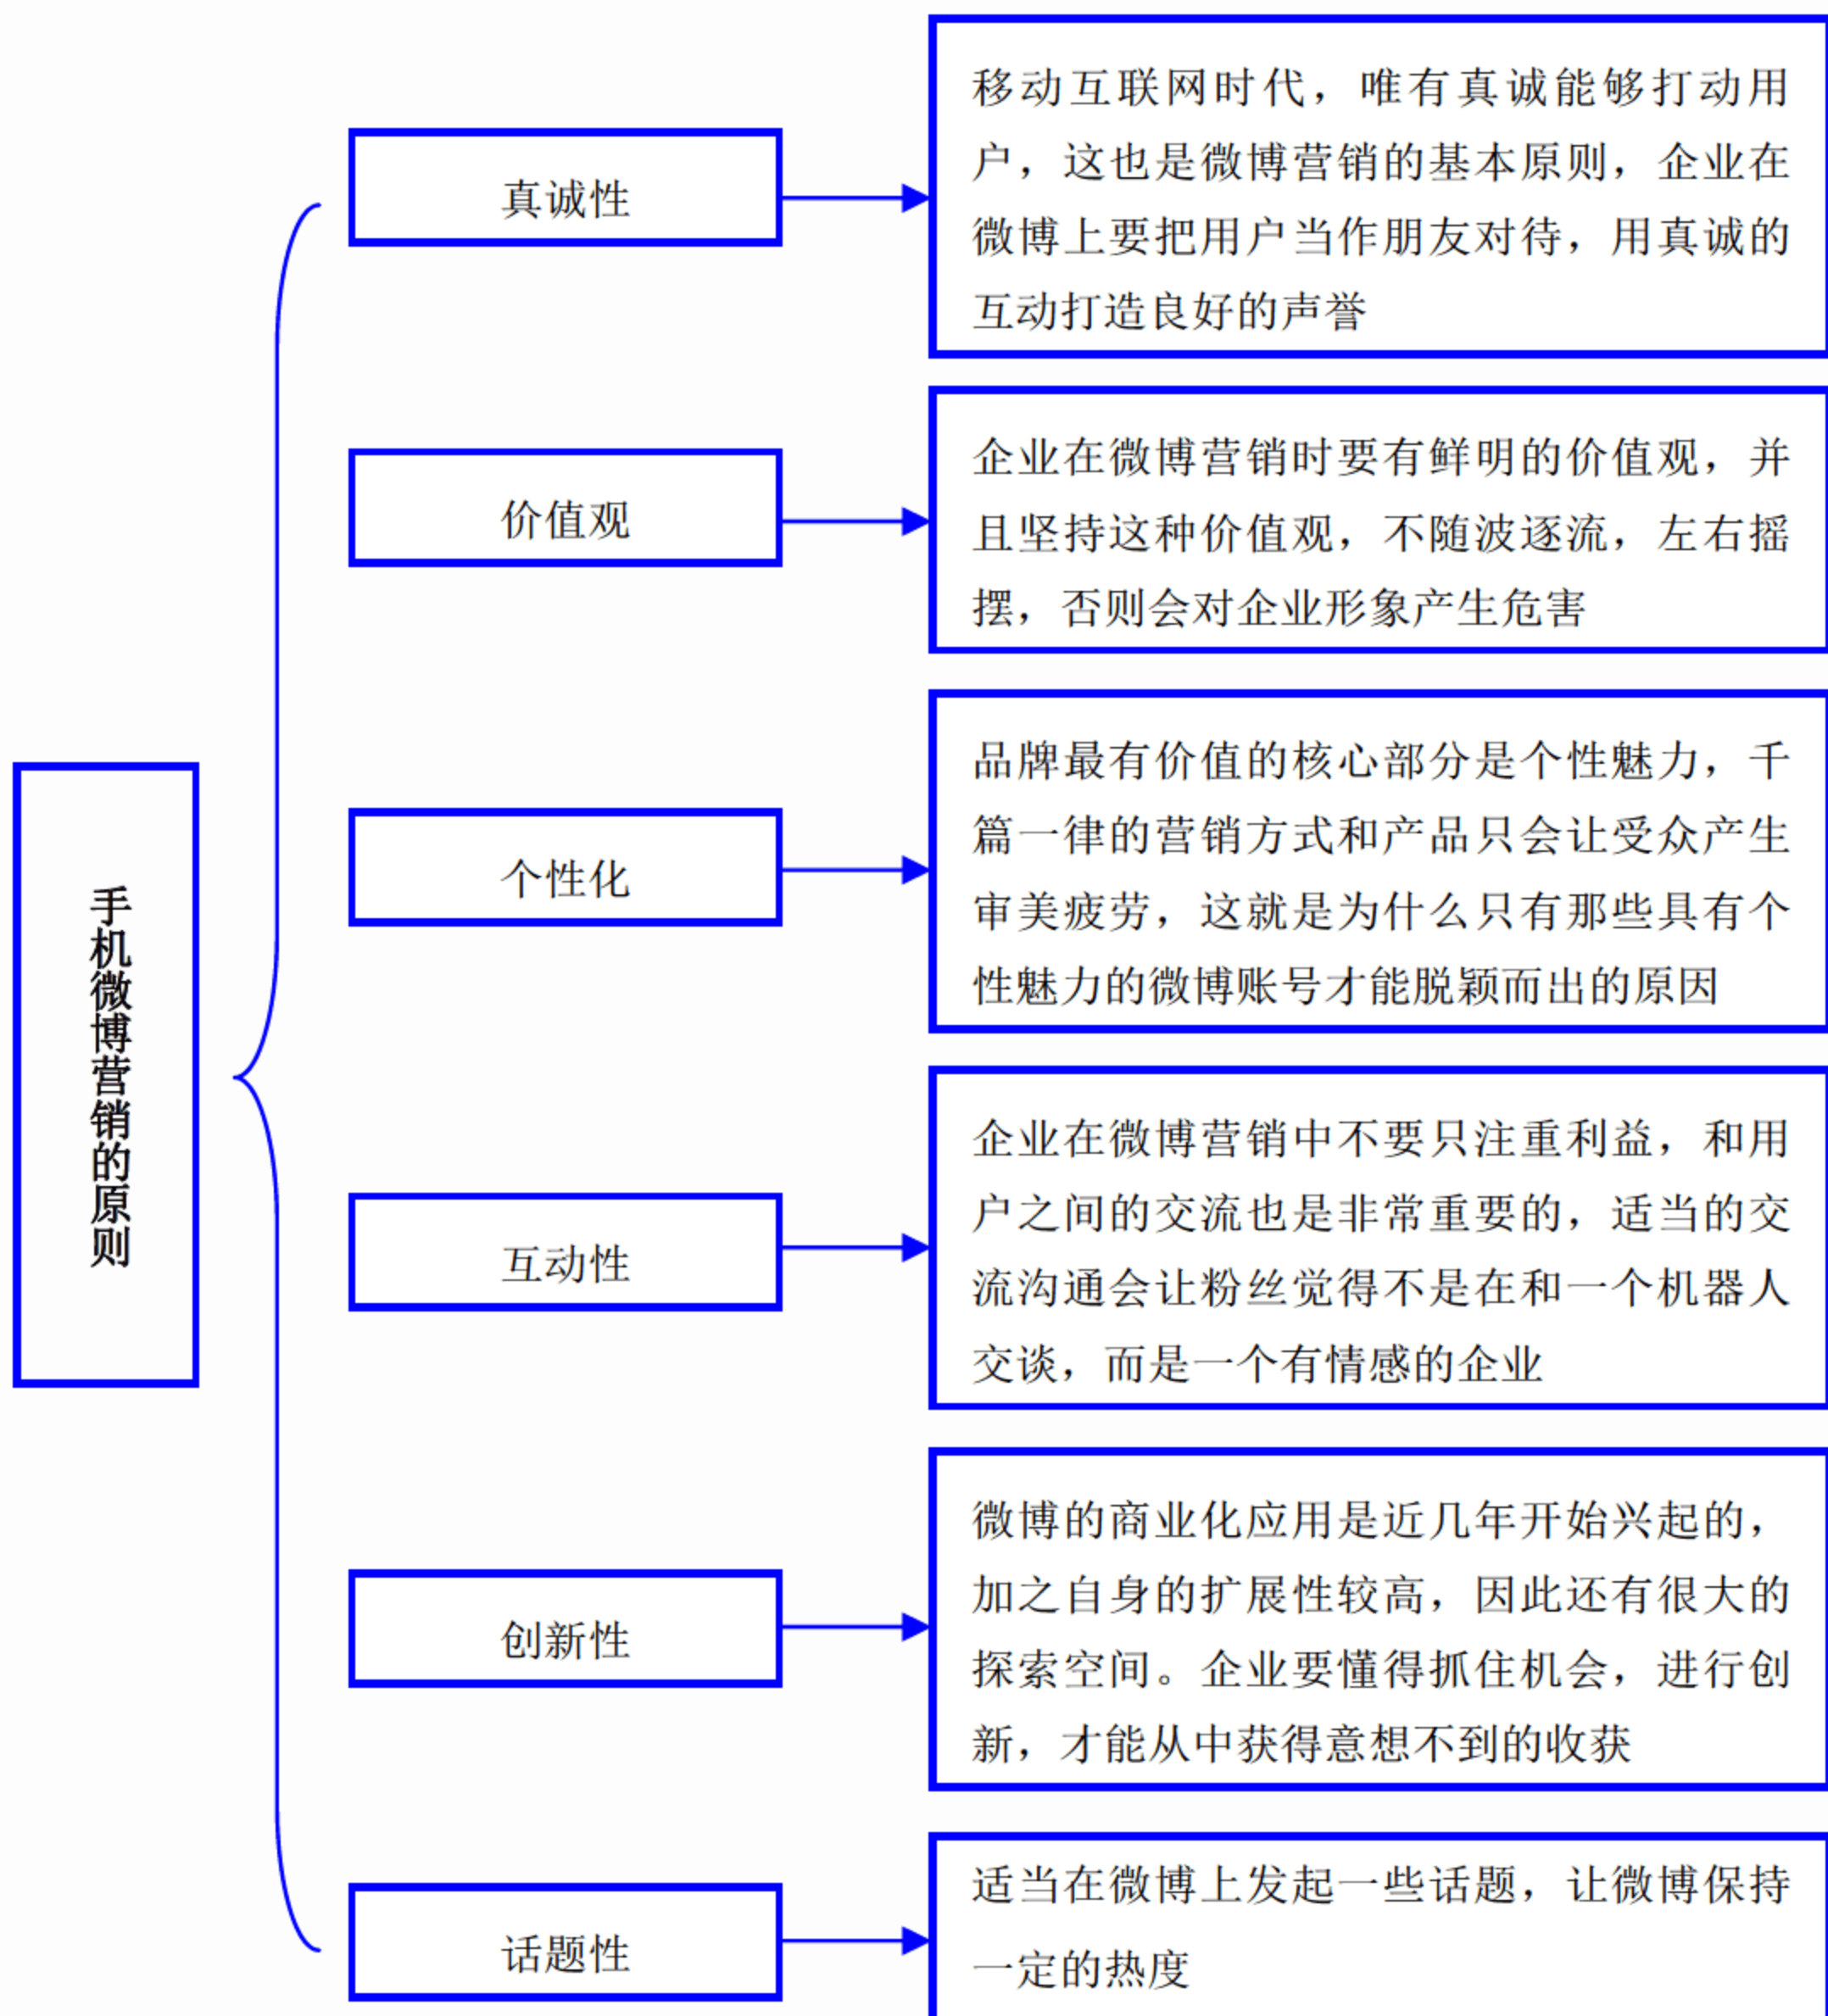 手机微博营销的原则
真诚性
移动互联网时代，唯有真诚能够打动用
户，这也是微博营销的基本原则，企业在
微博上要把用户当作朋友对待，用真诚的
互动打造良好的声誉
价值观
企业在微博营销时要有鲜明的价值观，并
且坚持这种价值观，不随波逐流，左右摇
摆，否则会对企业形象产生危害
个性化
品牌最有价值的核心部分是个性魅力，千
篇一律的营销方式和产品只会让受众产生
审美疲劳，这就是为什么只有那些具有个
性魅力的微博账号才能脱颖而出的原因
互动性
企业在微博营销中不要只注重利益，和用
户之间的交流也是非常重要的，适当的交
流沟通会让粉丝觉得不是在和一个机器人
交谈，而是一个有情感的企业
创新性
微博的商业化应用是近几年开始兴起的，
加之自身的扩展性较高，因此还有很大的
探索空间。企业要懂得抓住机会，进行创
新，才能从中获得意想不到的收获
话题性
适当在微博上发起一些话题，让微博保持
一定的热度